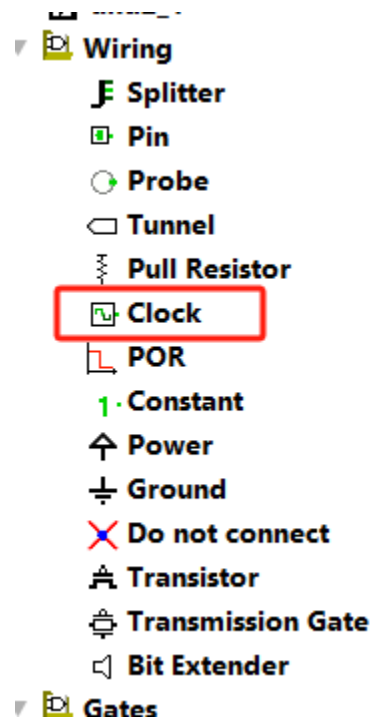 Wiring
Splitter
Pin
Probe
Tunnel
Pull Resistor
Clock
POR
1 Constant
Power
Ground
Do not connect
Transistor
Transmission Gate
Bit Extender
Gates